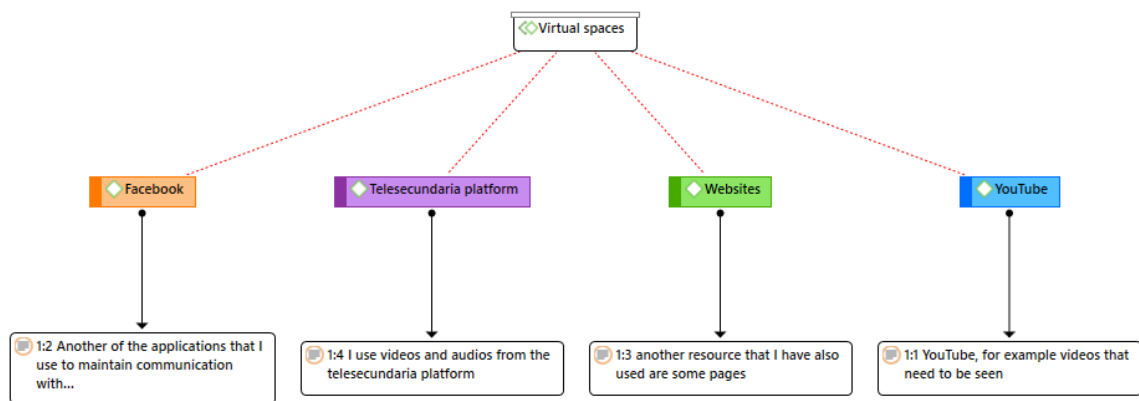 Virtual spaces
Facebook
Telesecundaria platform
Websites
YouTube
1:2 Another of the applications that I
use to maintain communication
with...
1:4 I use videos and audios from the
telesecundaria platform
1:3 another resource that I have also
used are some pages
1:1 YouTube, for example videos that
need to be seen